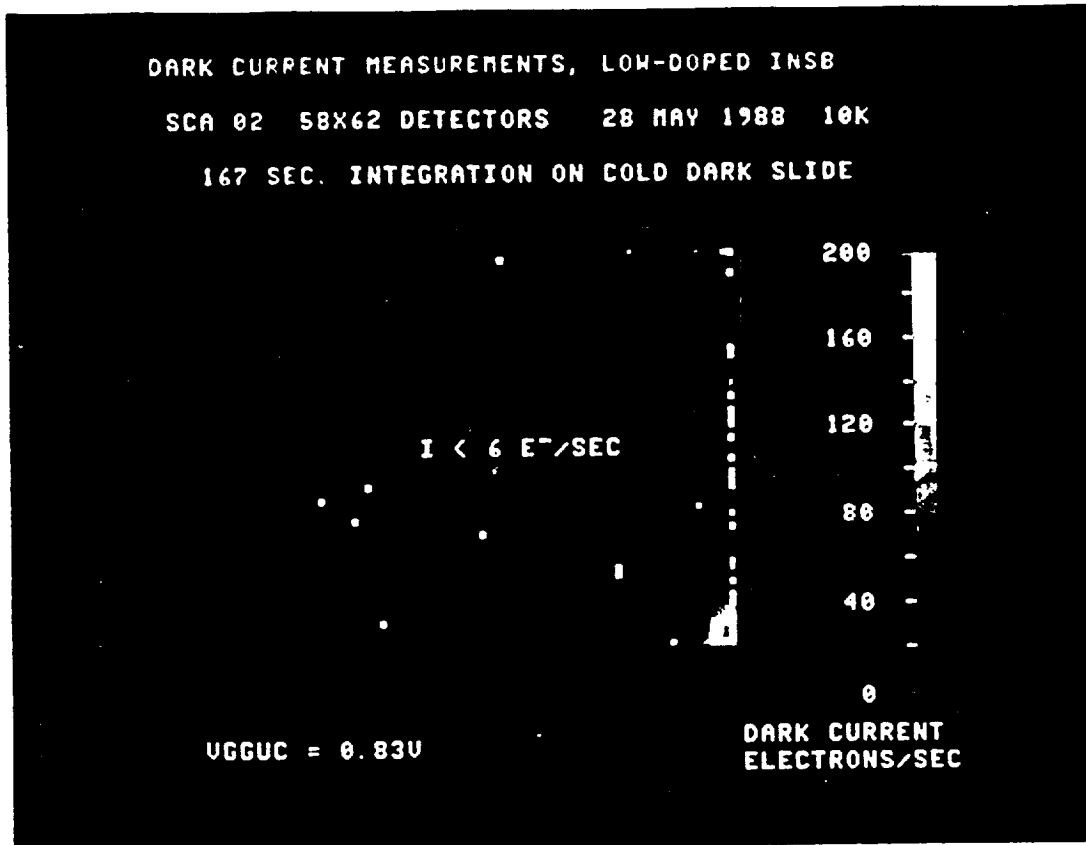 DARK CURRENT MEASUREMENTS, LOW-DOPED INSB
SCA 02 58X62 DETECTORS 28 MAY 1988 10K
167 SEC. INTEGRATION ON COLD DARK SLIDE
200
160
120
I < 6 E⁻/SEC
80
40
0
VGGUC = 0.83V
DARK CURRENT
ELECTRONS/SEC